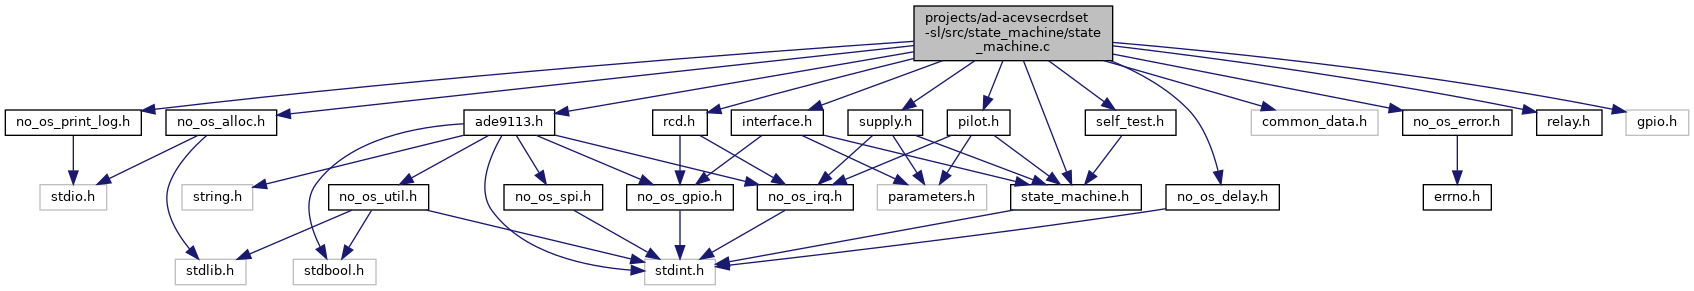 projects/ad-acevsecrdset
-sl/src/state_machine/state
_machine.c
no_os_print_log.h
no_os_alloc.h
ade9113.h
rcd.h
interface.h
supply.h
pilot.h
self_test.h
common_data.h
no_os_error.h
relay.h
gpio.h
stdio.h
string.h
no_os_util.h
no_os_spi.h
no_os_gpio.h
no_os_irq.h
parameters.h
state_machine.h
no_os_delay.h
errno.h
stdlib.h
stdbool.h
stdint.h